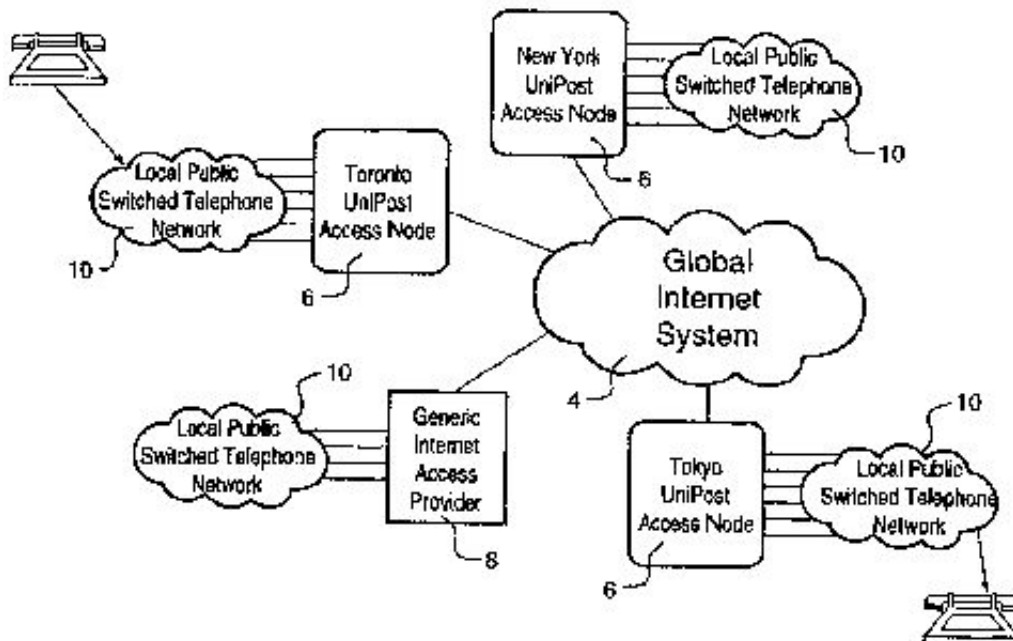 New York
UniPost
Access Node
6
Local Public
Switched Telephone
Network
10
Local Public
Switched Telephone
Network
10
Toronto
UniPost
Access Node
6
Global
Internet
System
4
10
Local Public
Switched Telephone
Network
Generic
Internet
Access
Provider
8
Tokyo
UniPost
Access Node
6
10
Local Public
Switched Telephone
Network